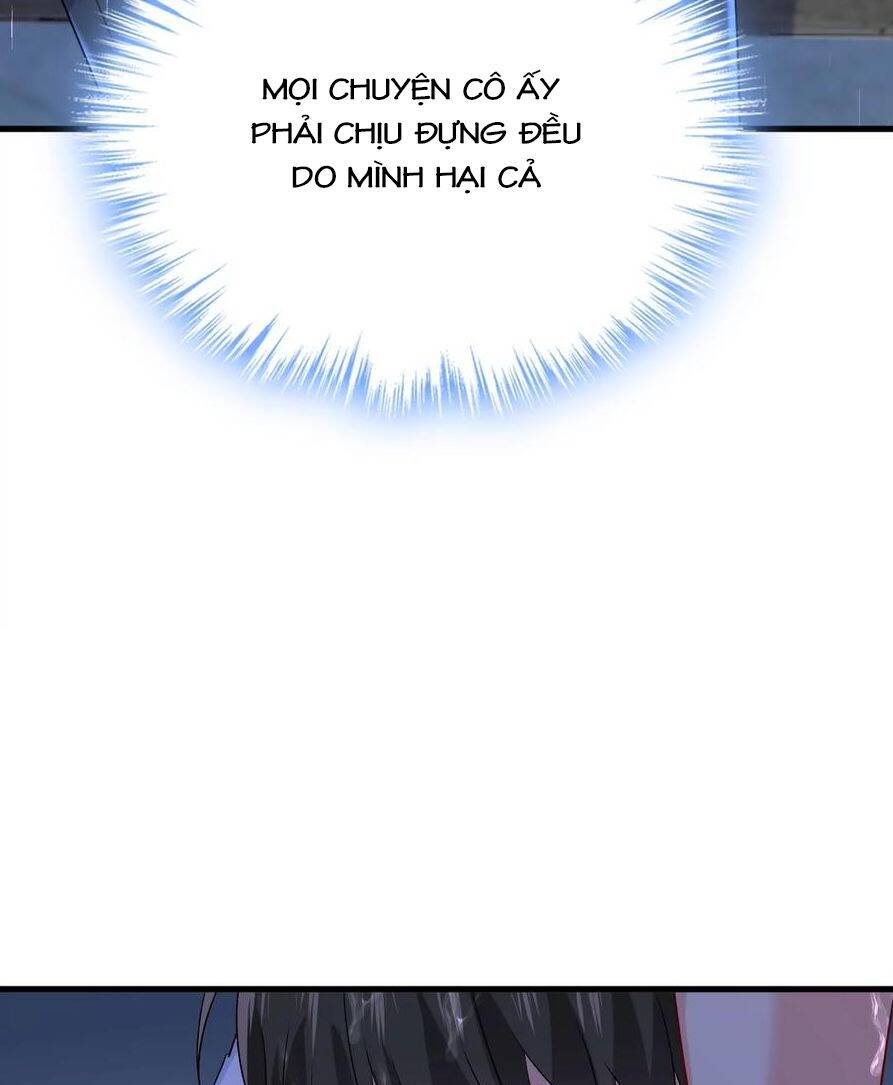 MỌI CHUYỆN CÔ ẤY
PHẢI CHỊU ĐỰNG ĐỀU
DO MÌNH HẠI CẢ